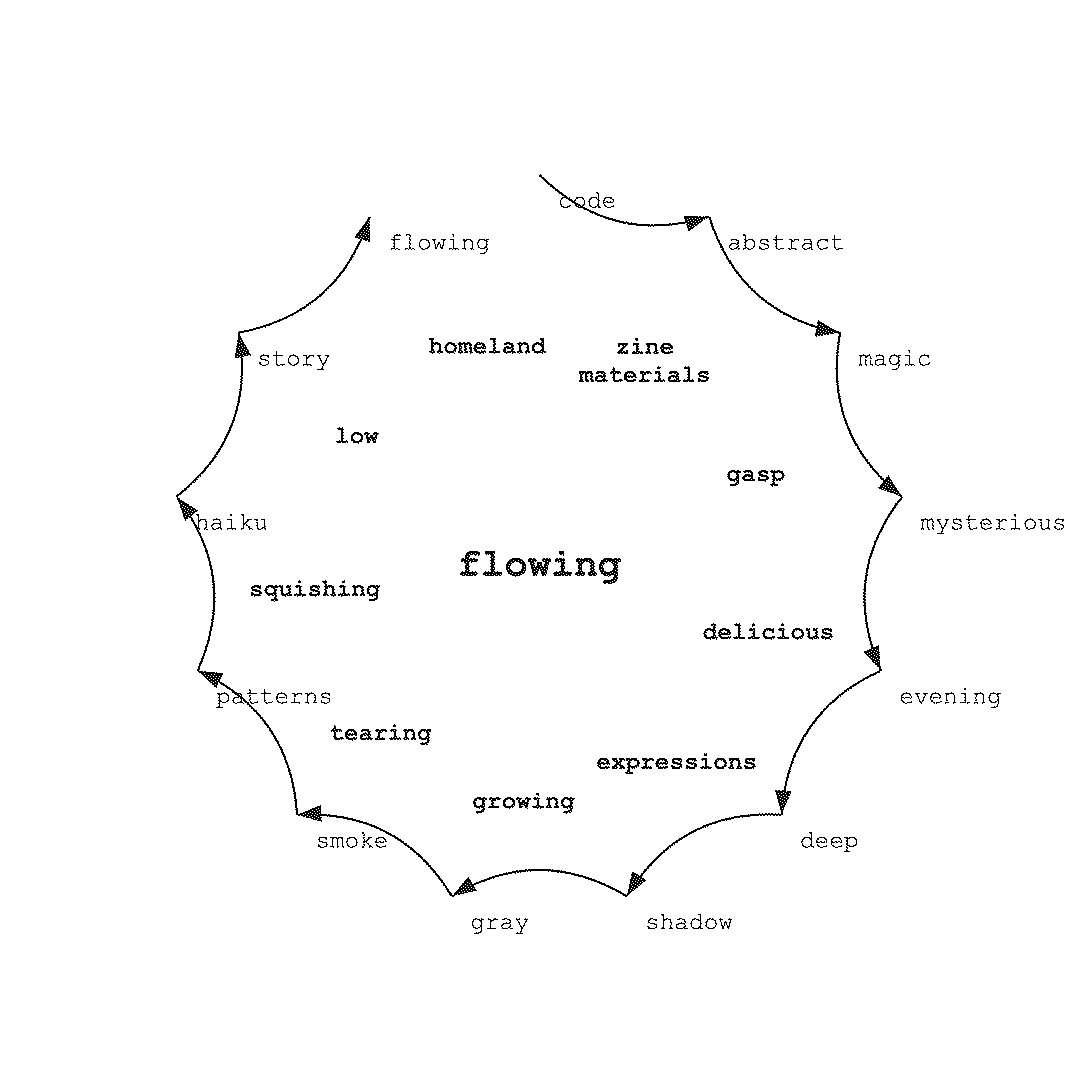 code
abstract
magic
mysterious
evening
deep
shadow
gray
smoke
patterns
haiku
story
flowing
homeland
zine
materials
gasp
delicious
expressions
growing
tearing
squishing
low
flowing